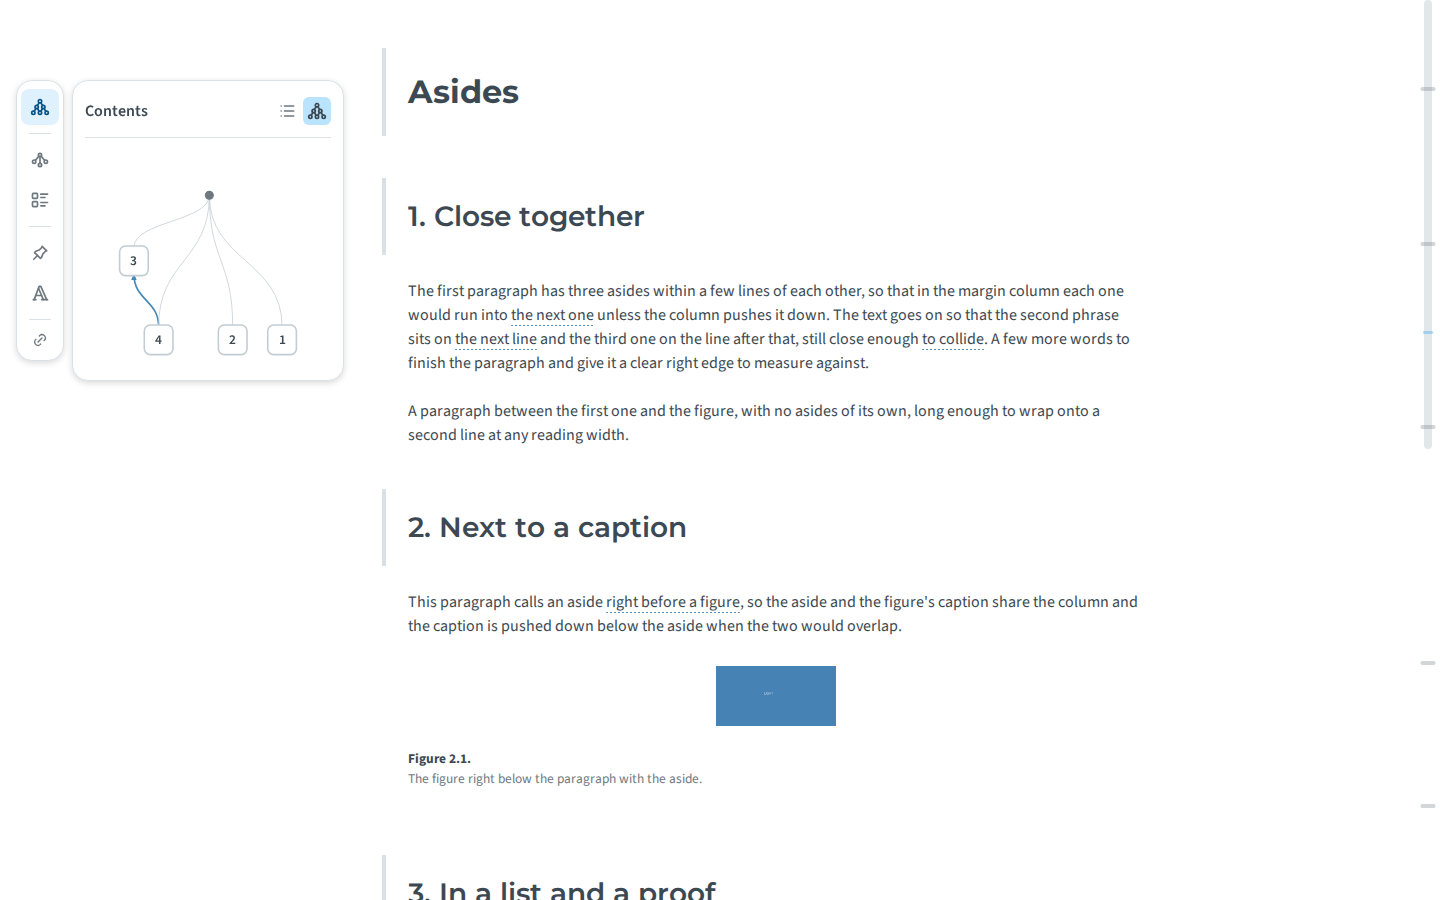 Asides
Contents
1. Close together
3
4
2
1
The first paragraph has three asides within a few lines of each other, so that in the margin column each one
would run into the next one unless the column pushes it down. The text goes on so that the second phrase
sits on the next line and the third one on the line after that, still close enough to collide. A few more words to
finish the paragraph and give it a clear right edge to measure against.
A paragraph between the first one and the figure, with no asides of its own, long enough to wrap onto a
second line at any reading width.
2. Next to a caption
This paragraph calls an aside right before a figure, so the aside and the figure's caption share the column and
the caption is pushed down below the aside when the two would overlap.
Figure 2.1.
The figure right below the paragraph with the aside.
3. In a list and a proof